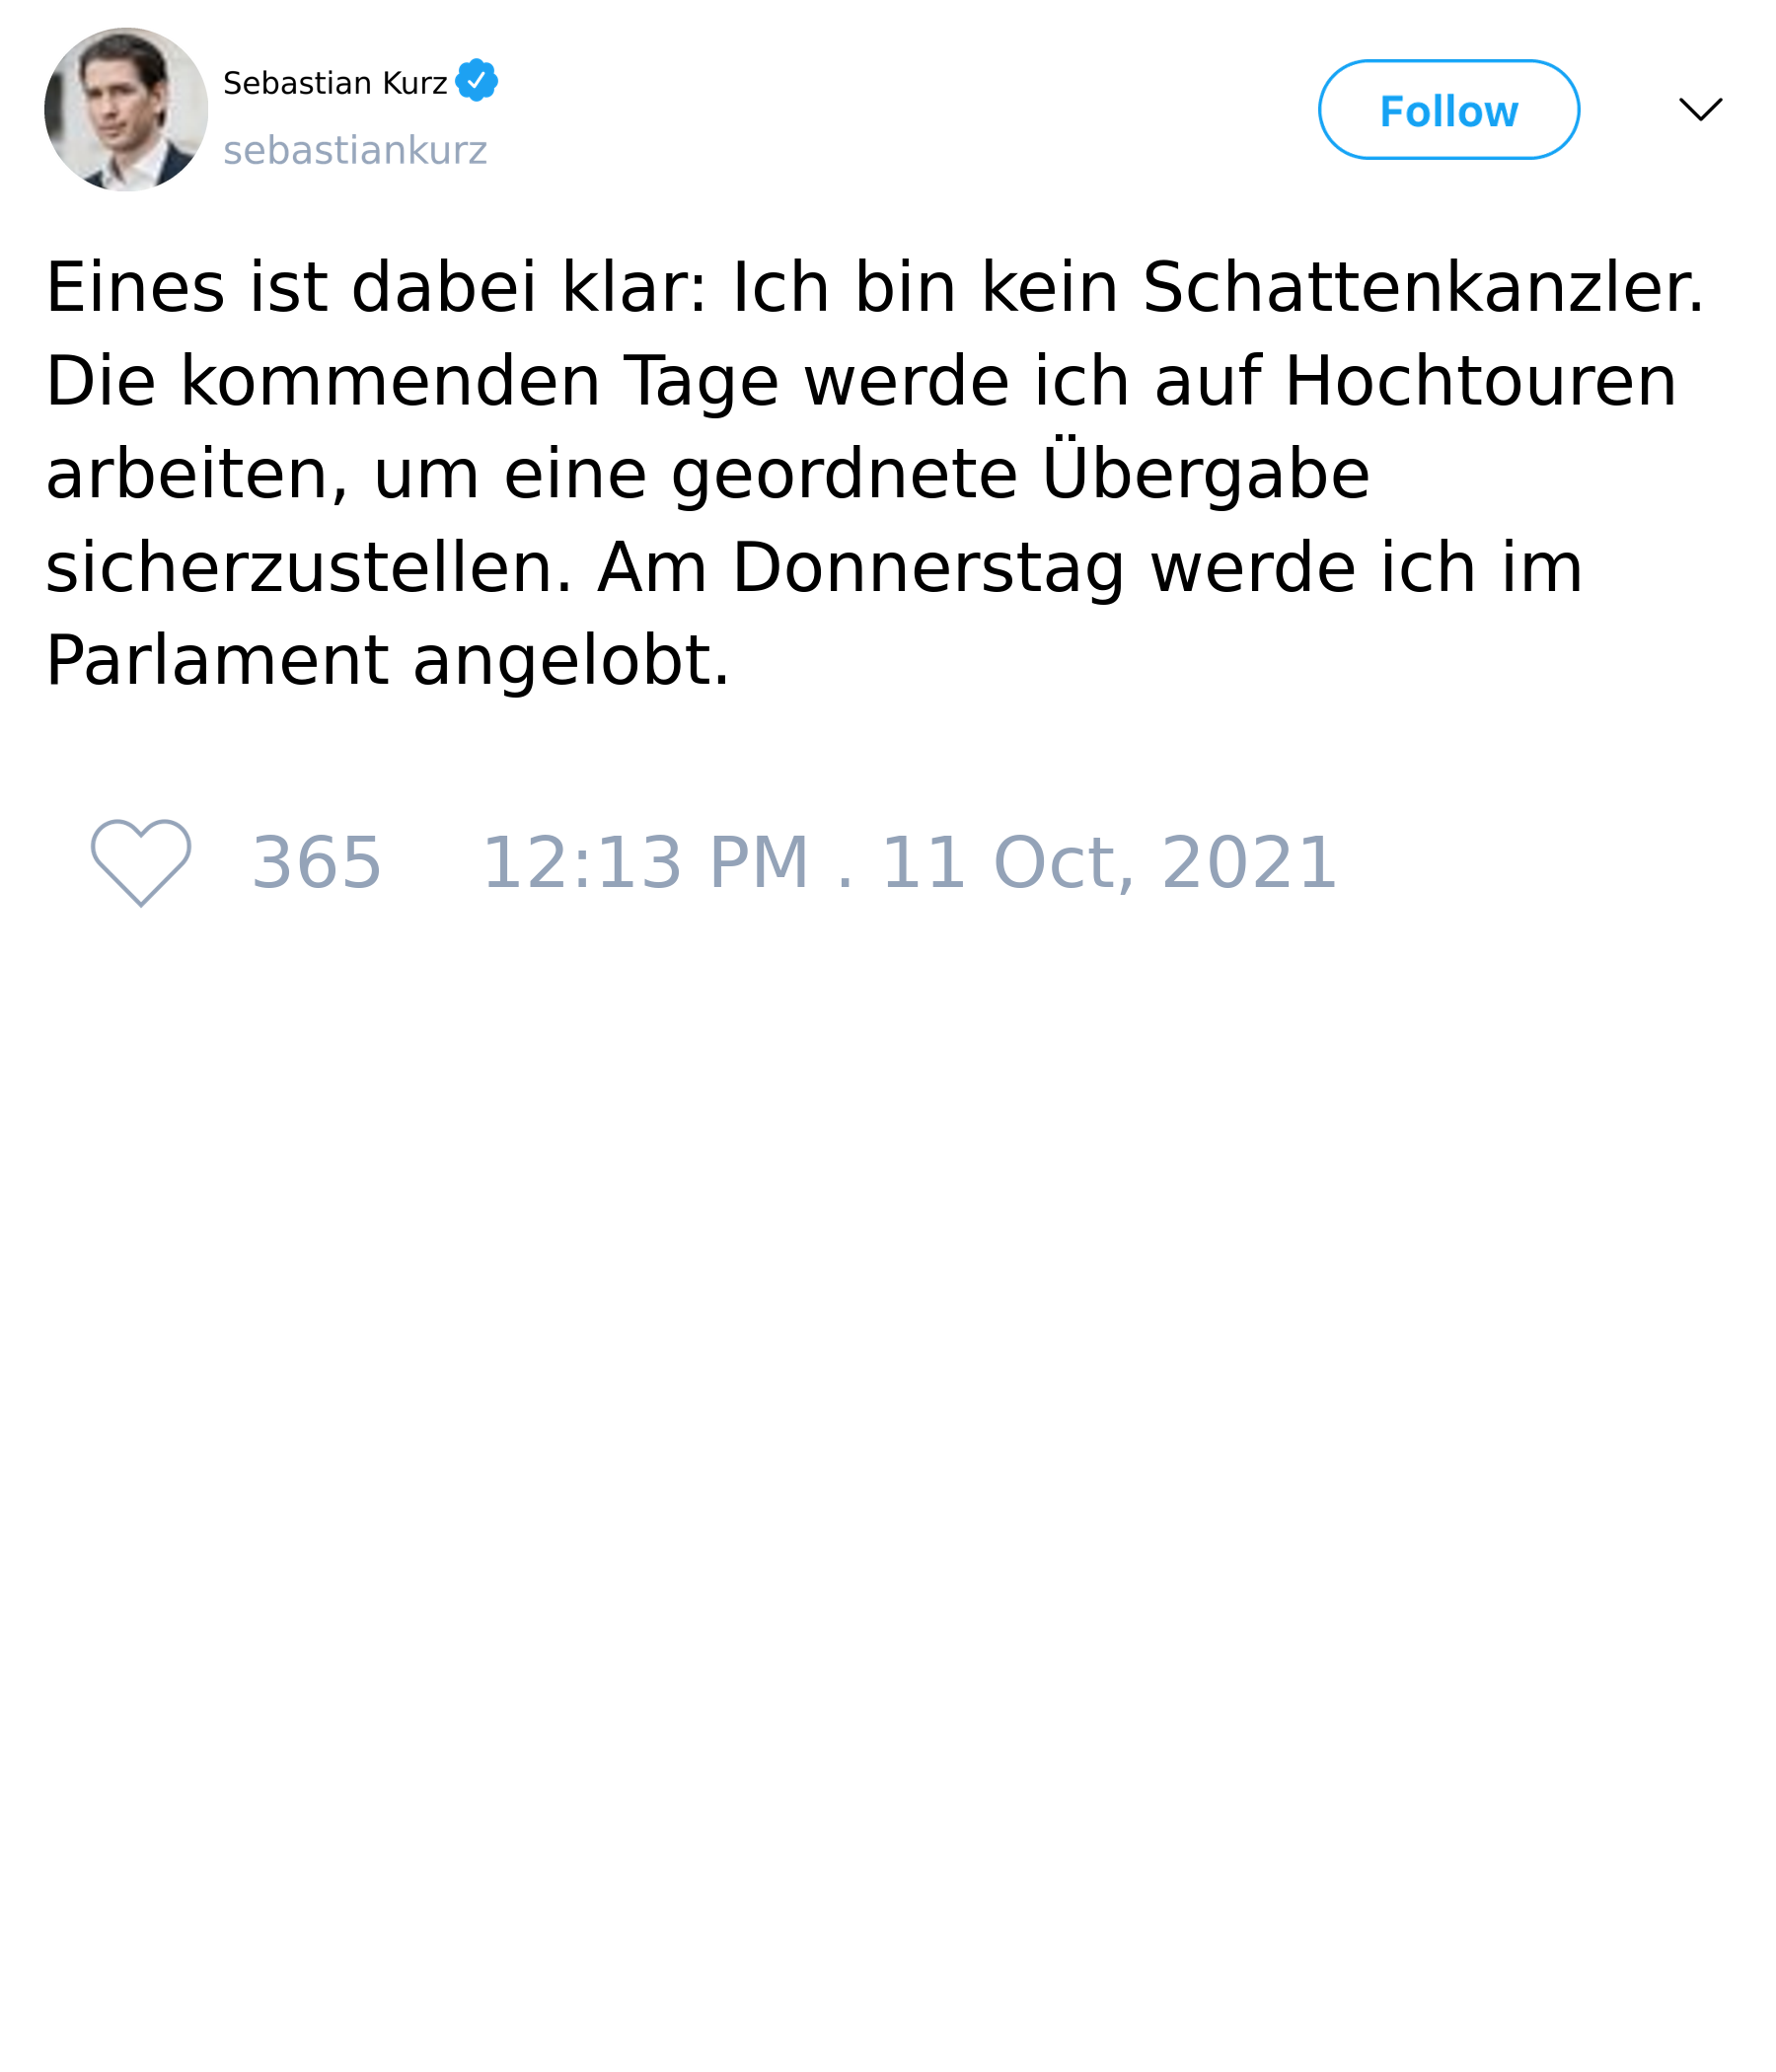 Sebastian Kurz
sebastiankurz
Follow
Eines ist dabei klar: Ich bin kein Schattenkanzler.
Die kommenden Tage werde ich auf Hochtouren
arbeiten, um eine geordnete Übergabe
sicherzustellen. Am Donnerstag werde ich im
Parlament angelobt.
365 12:13 PM . 11 Oct, 2021